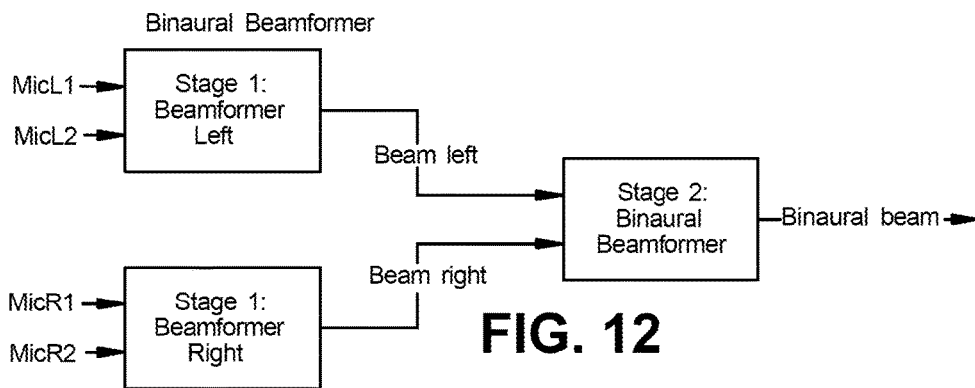 Binaural Beamformer
MicL1
MicL2
Stage 1:
Beamformer
Left
Beam left
Stage 2:
Binaural
Beamformer
Binaural beam
Beam right
MicR1
MicR2
Stage 1:
Beamformer
Right
FIG. 12